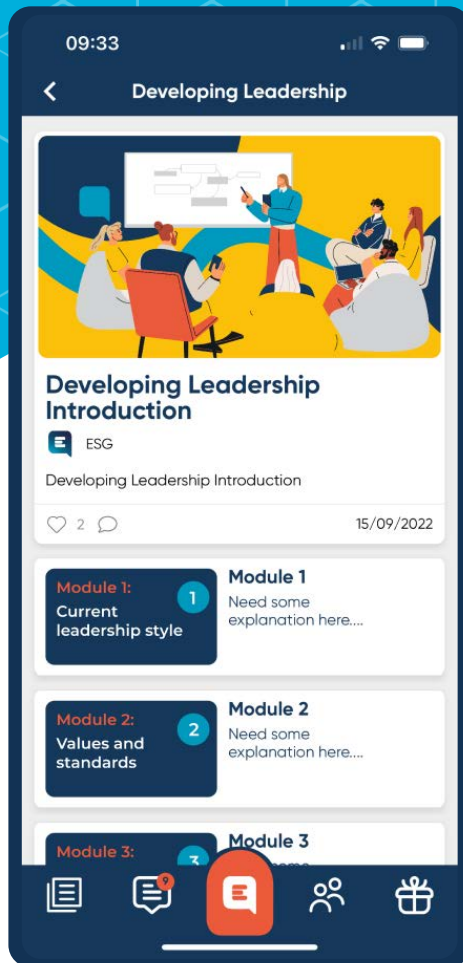 09:33
Developing Leadership
Developing Leadership
Introduction
E
ESG
Developing Leadership Introduction
2
15/09/2022
Module 1:
Current
leadership style
1
Module 1
Need some
explanation here....
Module 2:
Values and
standards
2
Module 2
Need some
explanation here....
Module 3:
3
Module 3
9
E